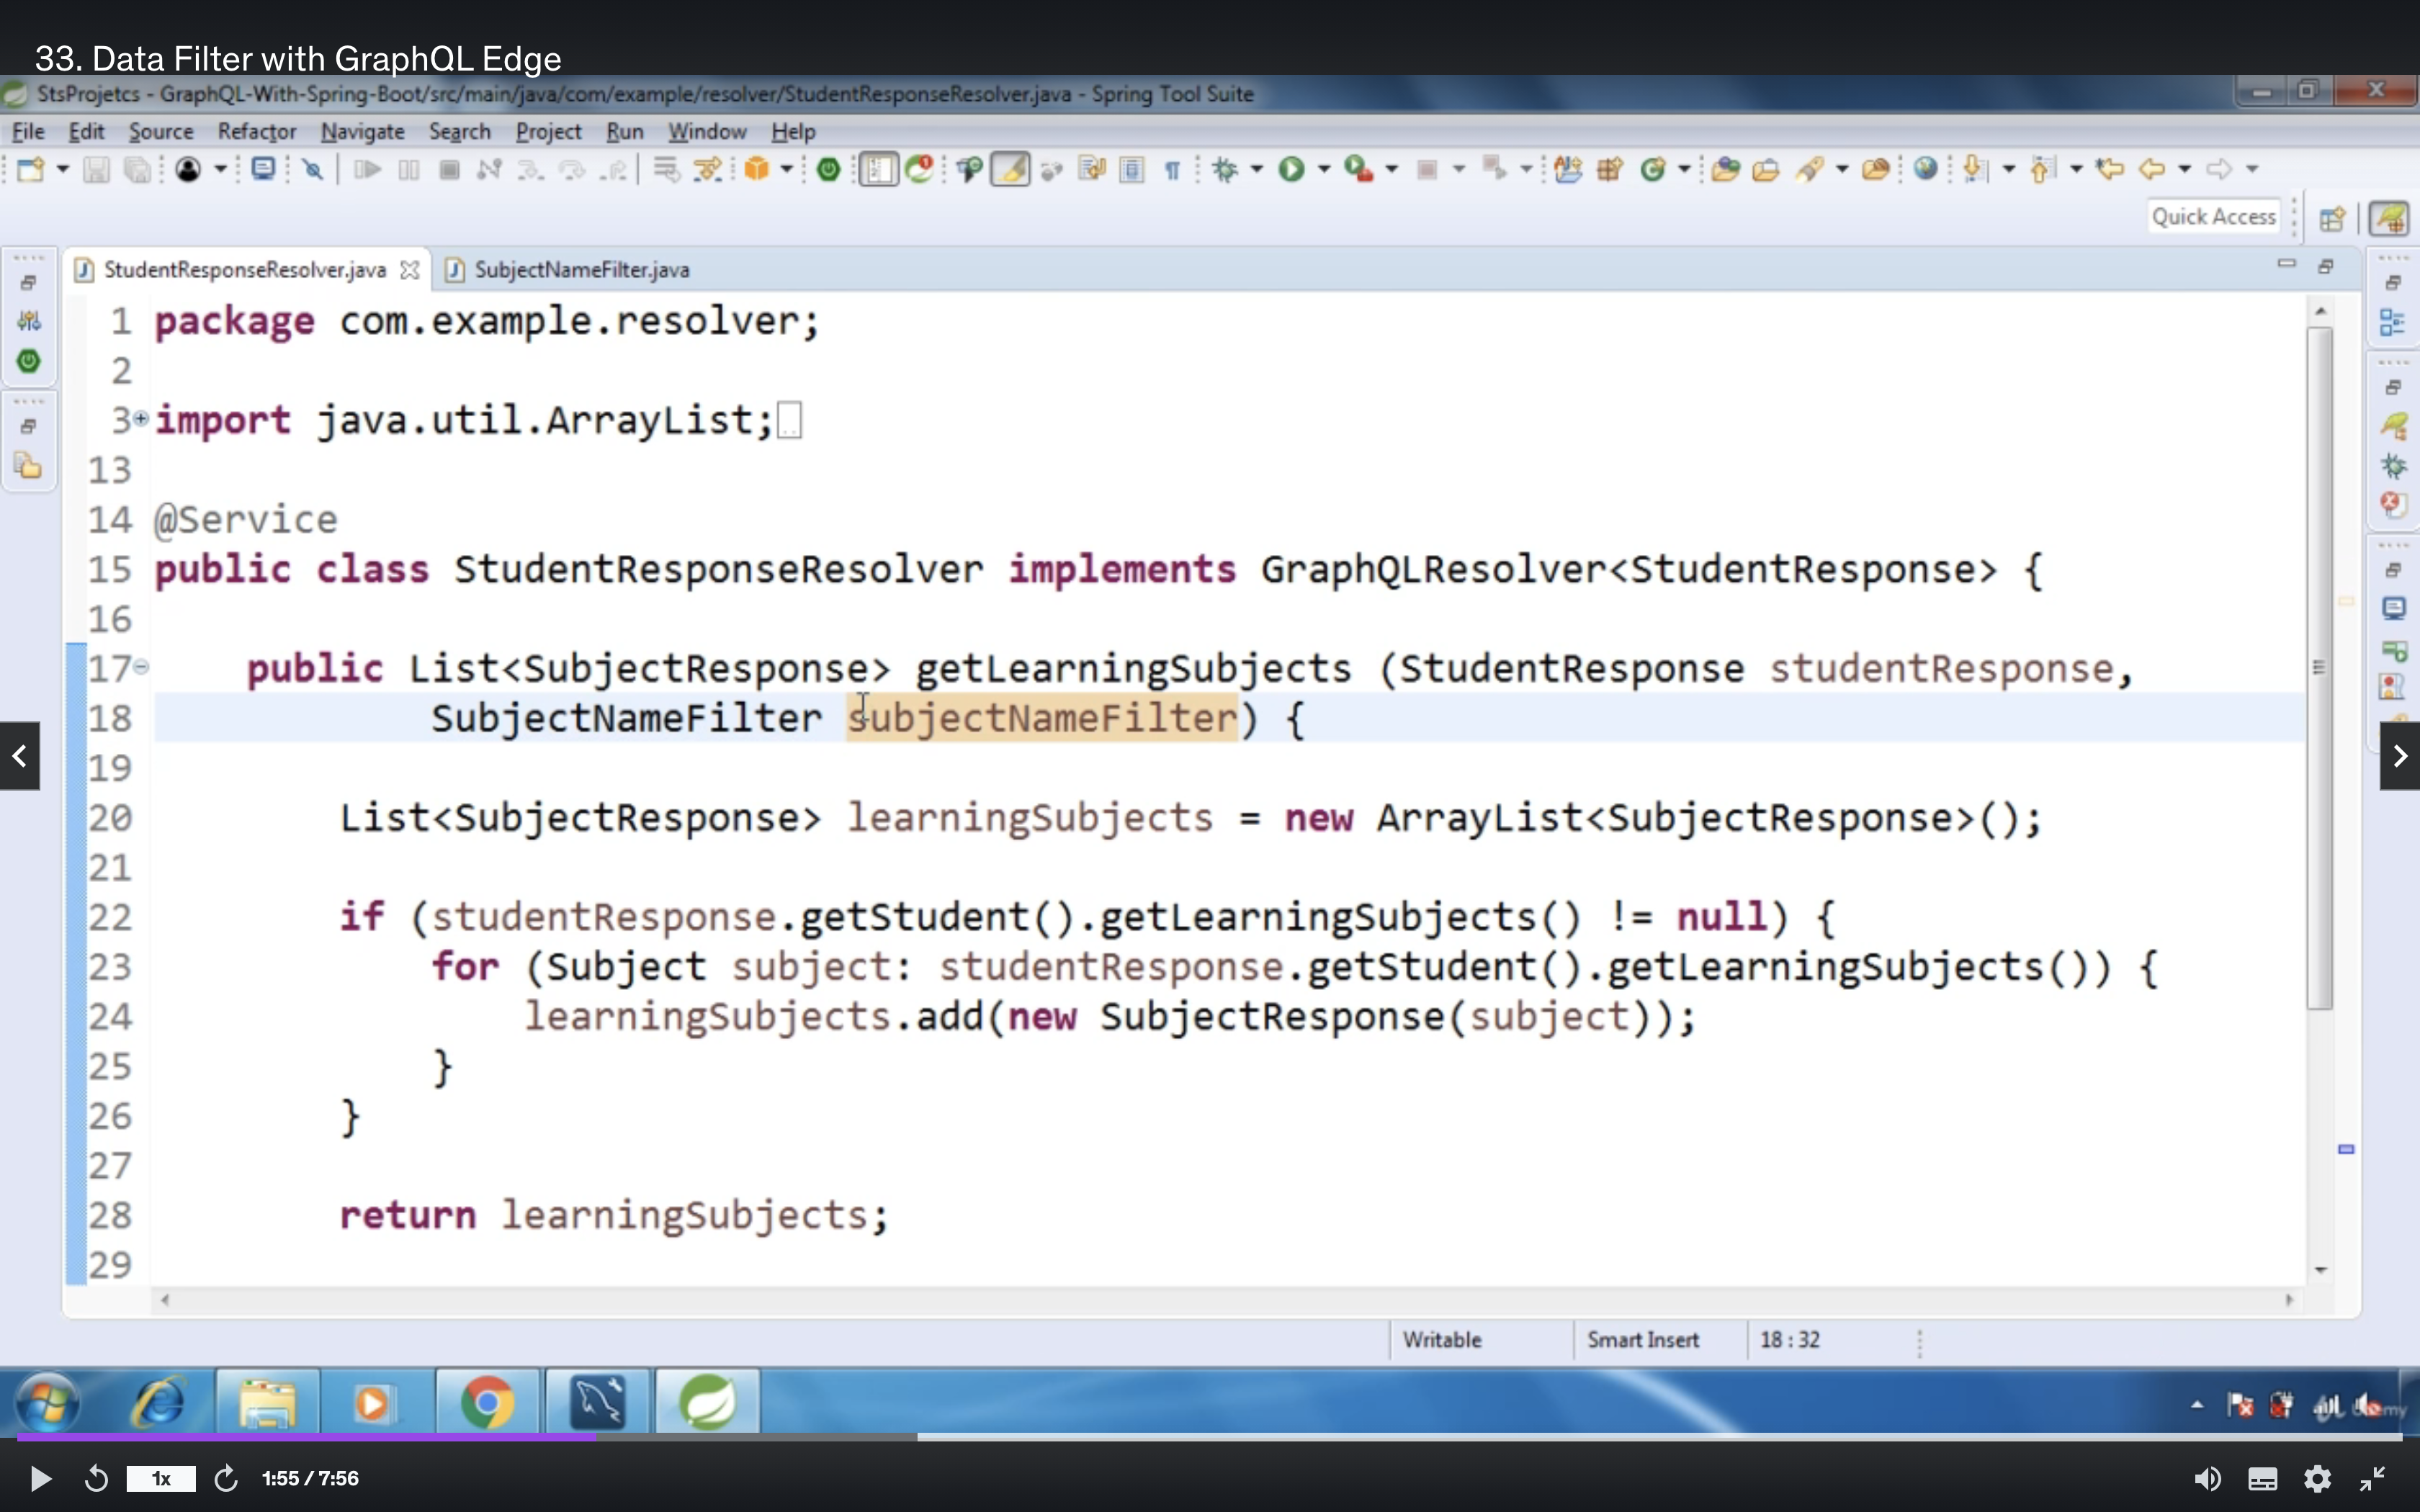 33. Data Filter with GraphQL Edge
StsProjetcs - GraphQL-With-Spring-Boot/src/main/java/com/example/resolver/StudentResponseResolver.java - Spring Tool Suite
File Edit Source Refactor Navigate Search Project Run Window Help
Quick Access
StudentResponseResolver.java SubjectNameFilter.java
1 package com.example.resolver;
2
3 import java.util.ArrayList;
13
14 @Service
15 public class StudentResponseResolver implements GraphQLResolver<StudentResponse> {
16
17 public List<SubjectResponse> getLearningSubjects (StudentResponse studentResponse,
18 SubjectNameFilter subjectNameFilter) {
19
20 List<SubjectResponse> learningSubjects = new ArrayList<SubjectResponse>();
21
22 if (studentResponse.getStudent().getLearningSubjects() != null) {
23 for (Subject subject: studentResponse.getStudent().getLearningSubjects()) {
24 learningSubjects.add(new SubjectResponse(subject));
25 }
26 }
27
28 return learningSubjects;
29
Writable Smart Insert 18 : 32
1x 1:55 / 7:56